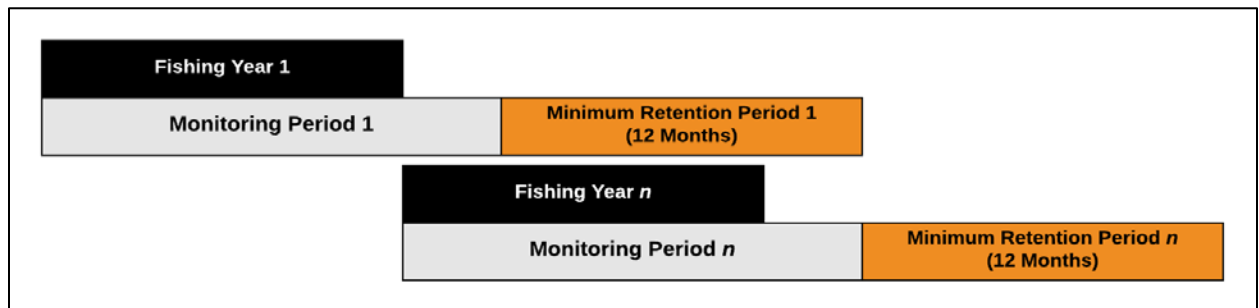 Fishing Year 1
Monitoring Period 1
Minimum Retention Period 1
(12 Months)
Fishing Year n
Monitoring Period n
Minimum Retention Period n
(12 Months)